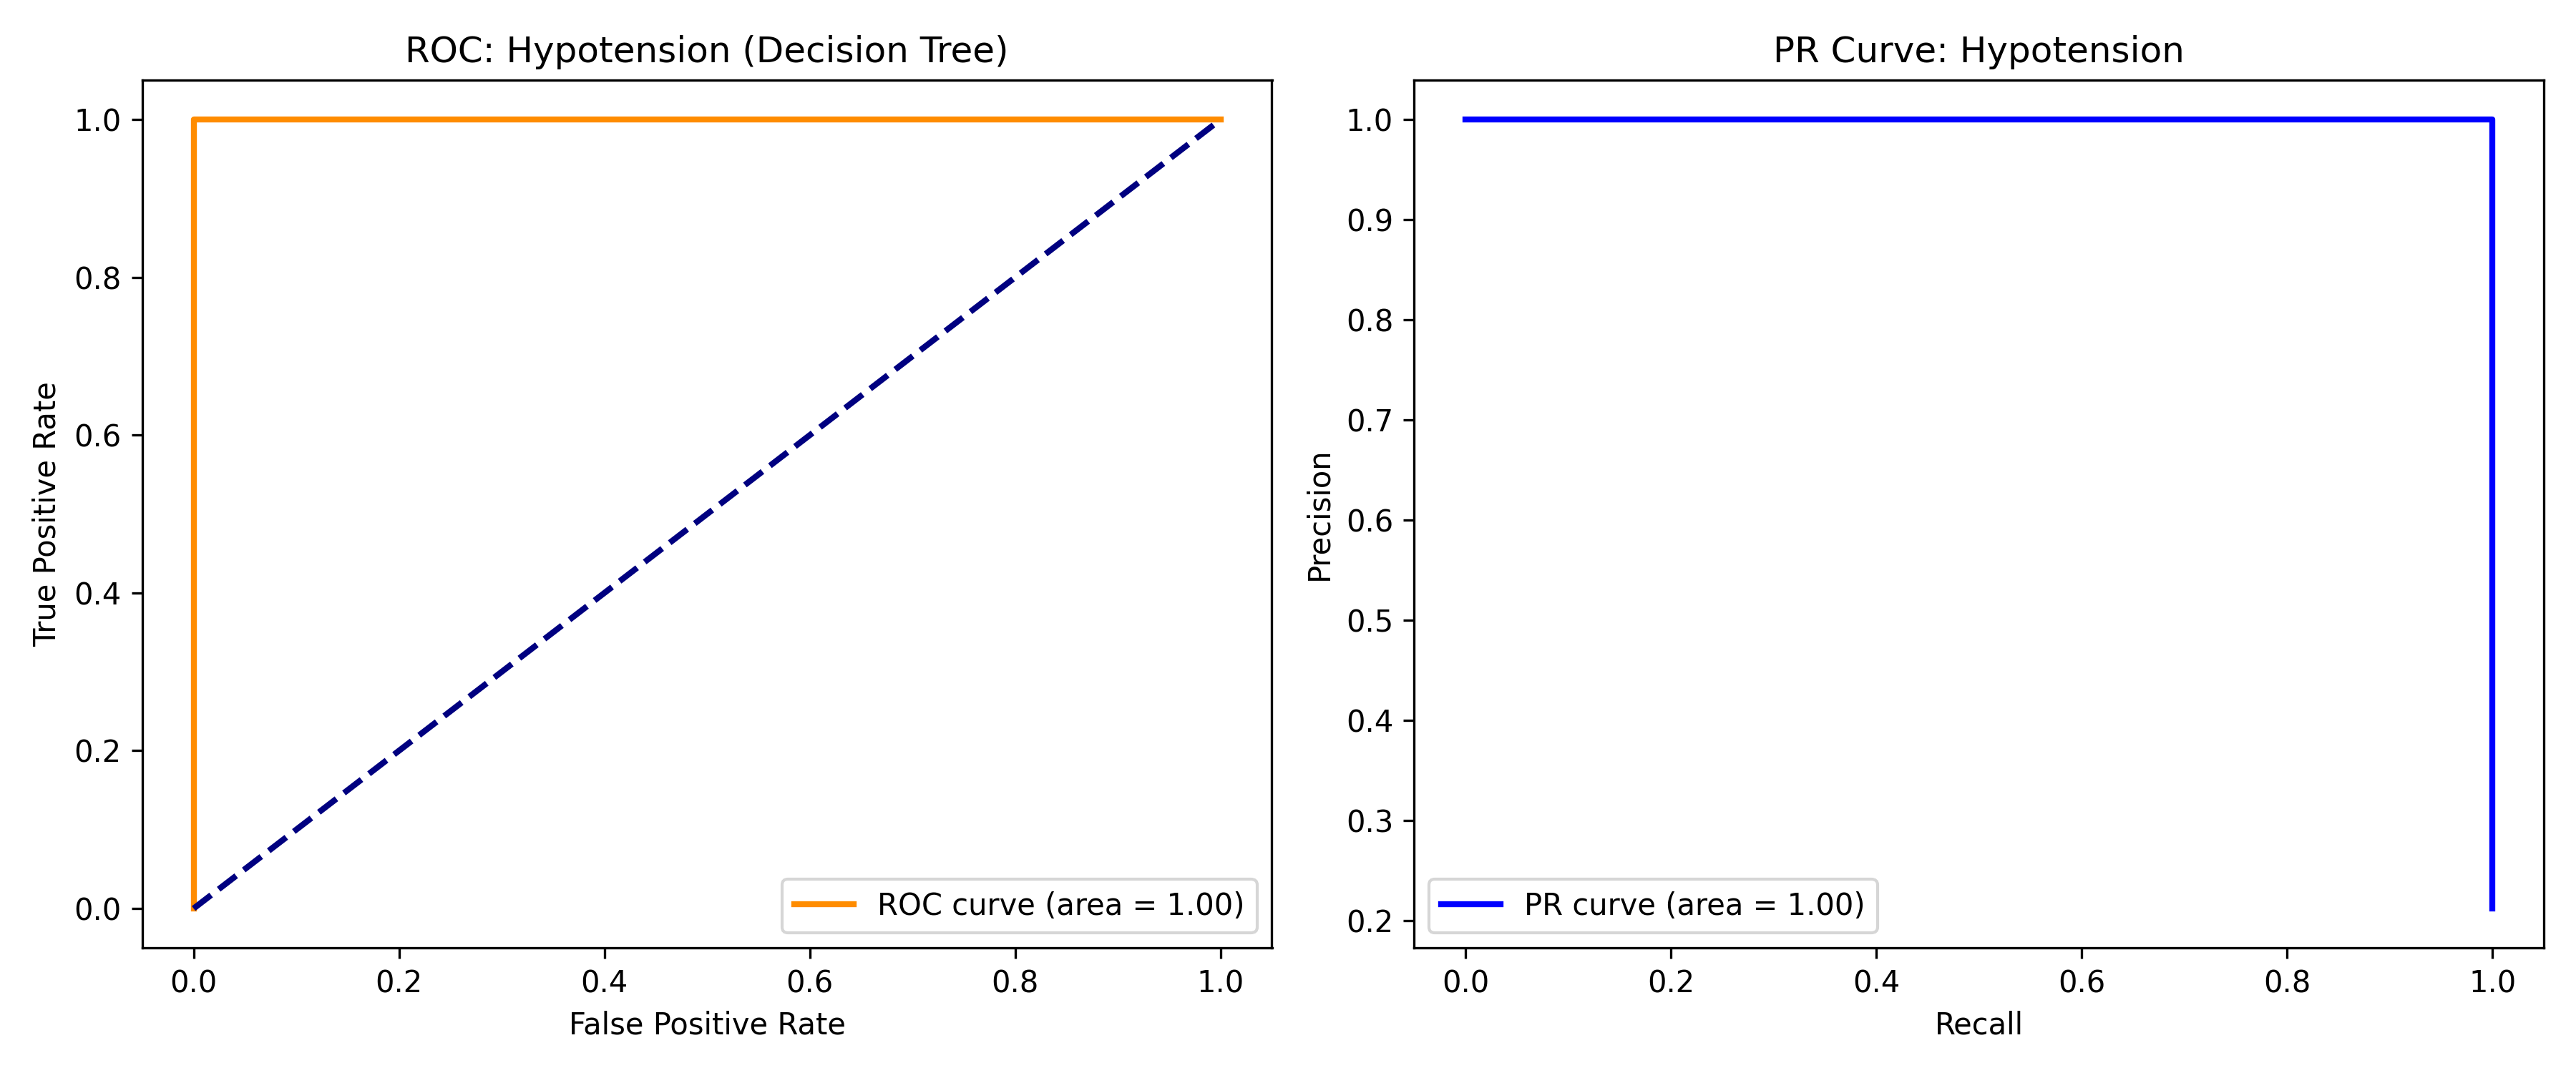 ROC: Hypotension (Decision Tree)
True Positive Rate
1.0
0.8
0.6
0.4
0.2
0.0
0.0 0.2 0.4 0.6 0.8 1.0
False Positive Rate
ROC curve (area = 1.00)
PR Curve: Hypotension
Precision
1.0
0.9
0.8
0.7
0.6
0.5
0.4
0.3
0.2
0.0 0.2 0.4 0.6 0.8 1.0
Recall
PR curve (area = 1.00)